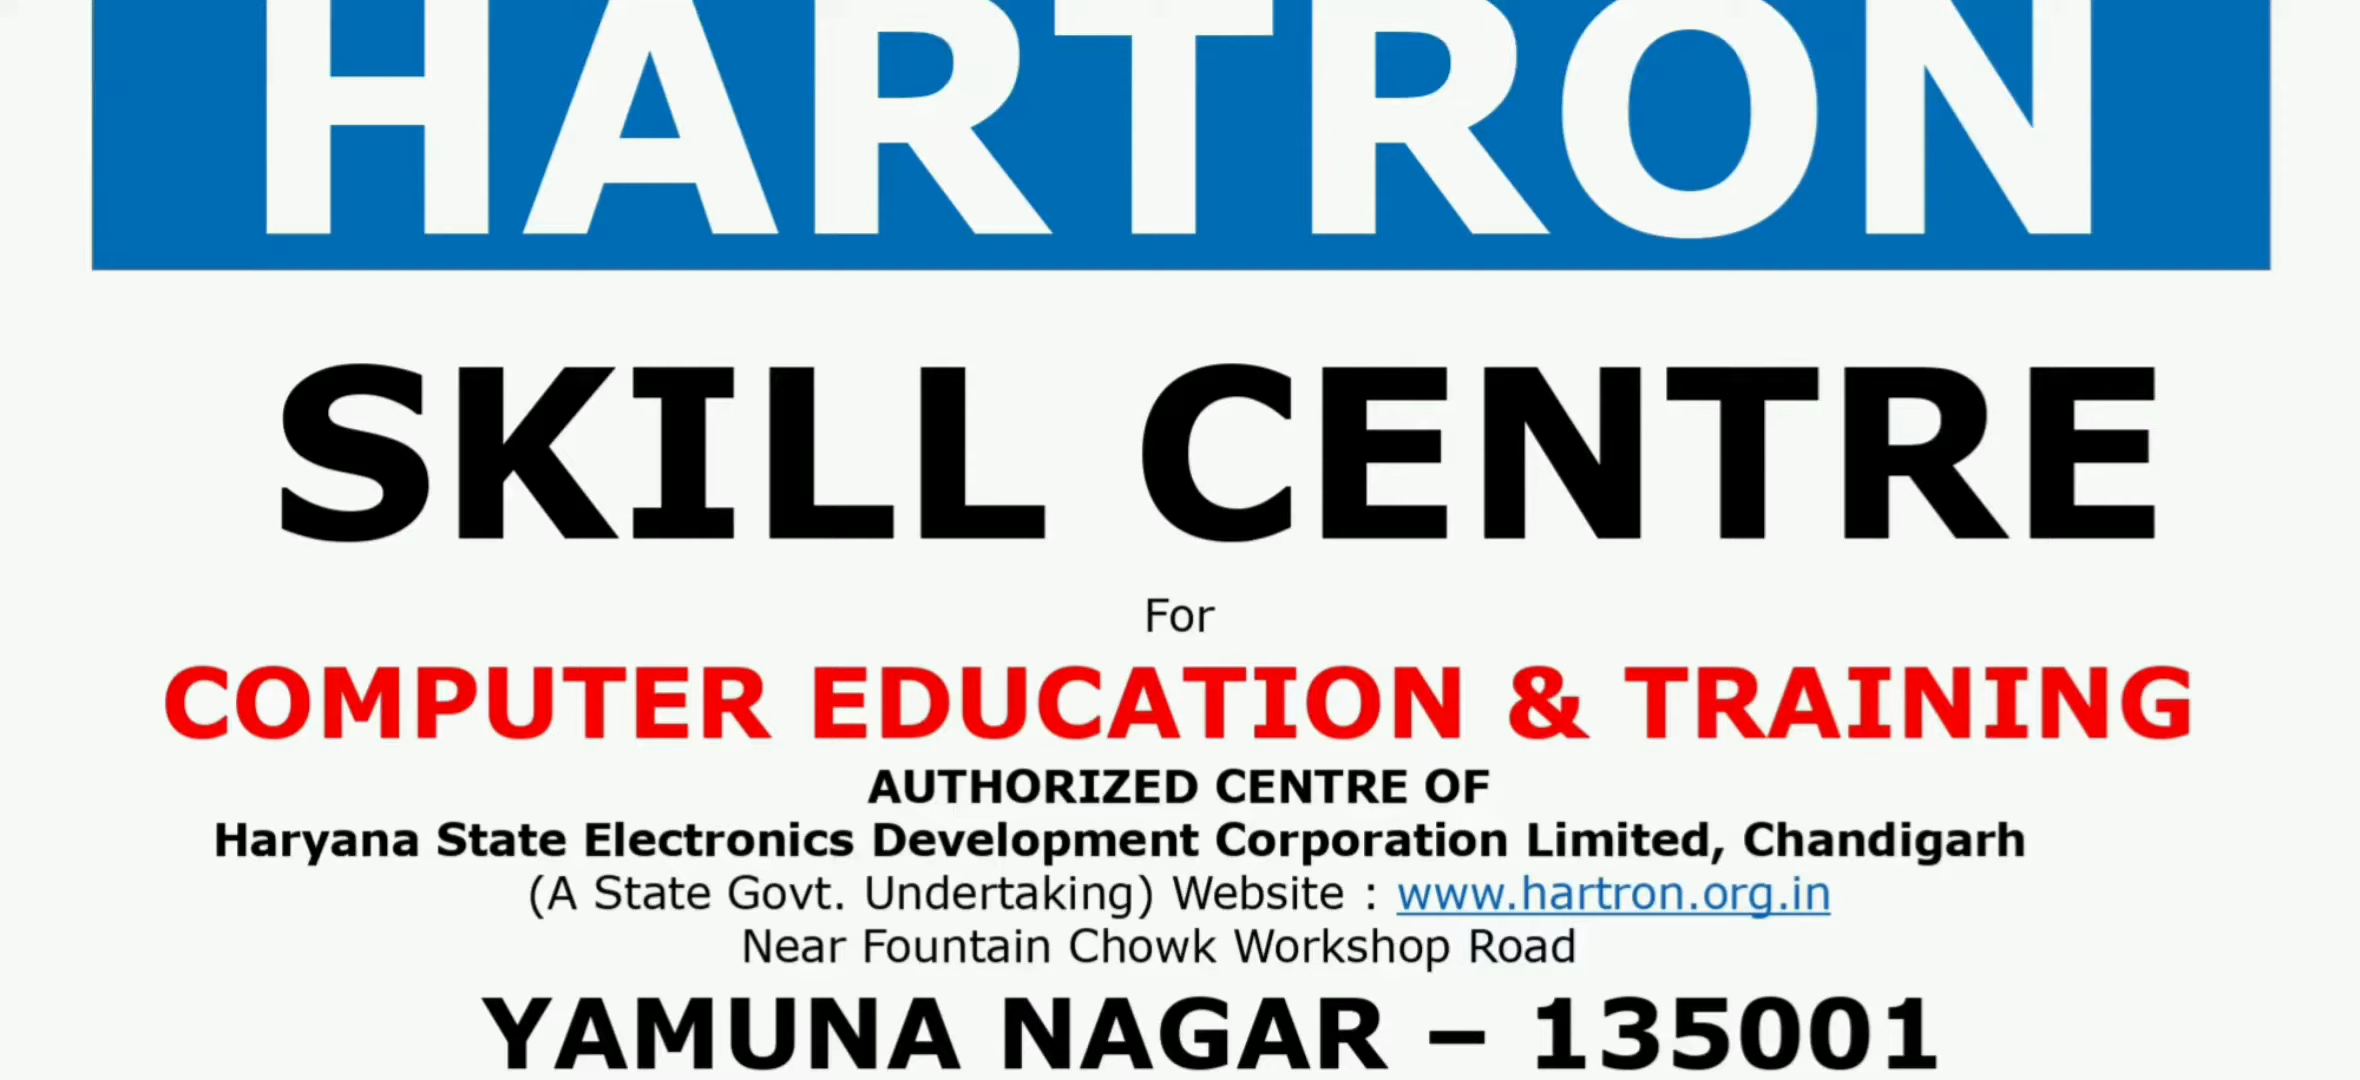 HARTRON
SKILL CENTRE
For
COMPUTER EDUCATION & TRAINING
AUTHORIZED CENTRE OF
Haryana State Electronics Development Corporation Limited, Chandigarh
(A State Govt. Undertaking) Website : www.hartron.org.in
Near Fountain Chowk Workshop Road
YAMUNA NAGAR – 135001